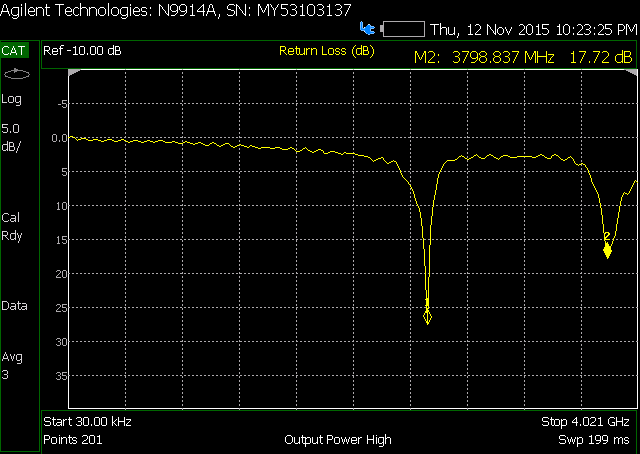 Agilent Technologies: N9914A, SN: MY53103137
Thu, 12 Nov 2015 10:23:25 PM
CAT
Ref -10.00 dB
Return Loss (dB)
M2: 3798.837 MHz 17.72 dB
Log
5.0
dB/
Cal
Rdy
Data
Avg
3
-5
0.0
5
10
15
20
25
30
35
1
2
Start 30.00 kHz
Stop 4.021 GHz
Points 201
Output Power High
Swp 199 ms